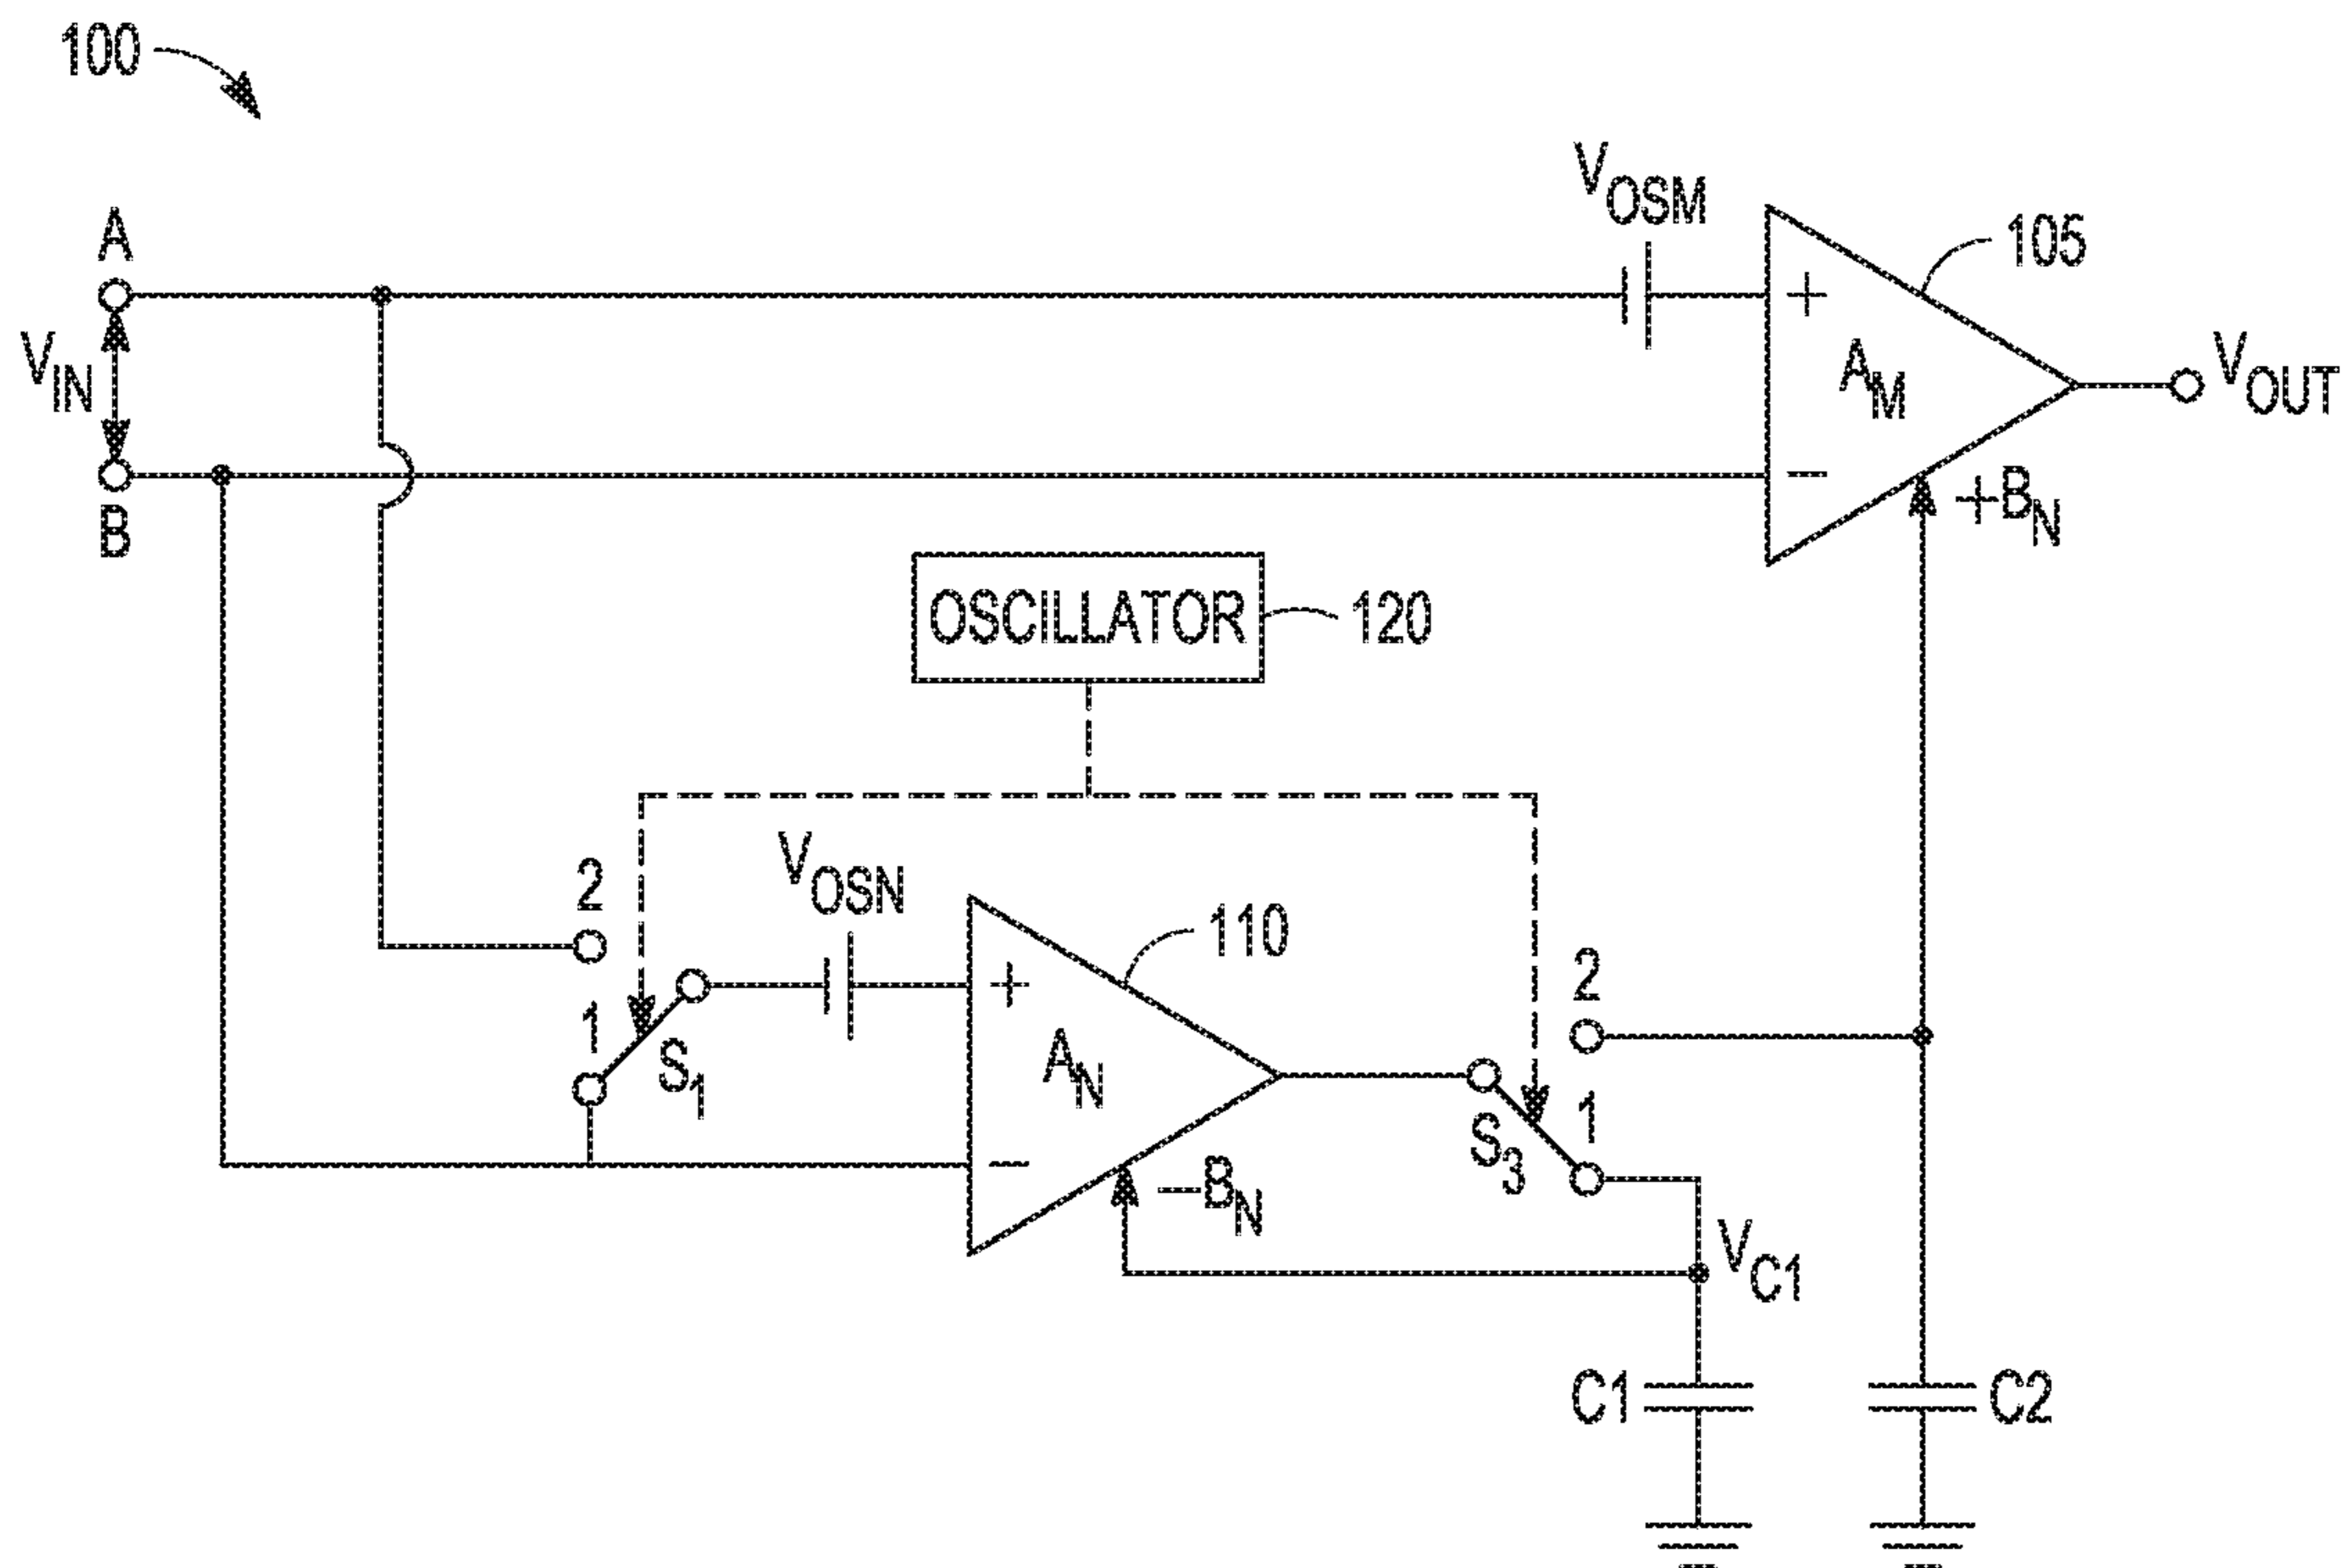 100
A
V_IN
B
V_OSM
+
A_M
−
105
V_OUT
+B_N
OSCILLATOR
120
2
1
S_1
V_OSN
+
A_N
−
110
−B_N
2
1
S_3
V_C1
C1
C2